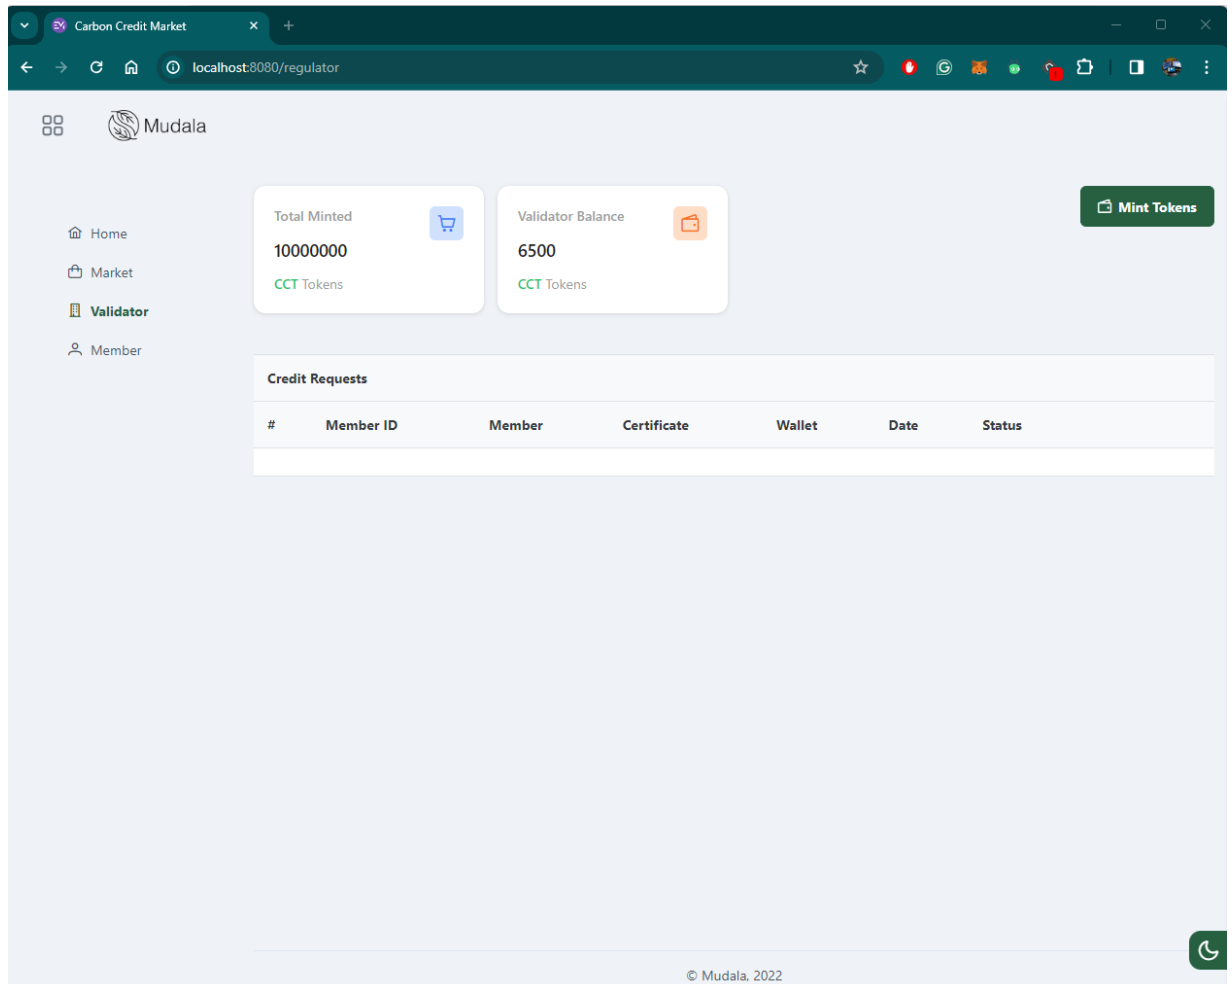 Carbon Credit Market
localhost:8080/regulator
Mudala
Home
Market
Validator
Member
Total Minted
10000000
CCT Tokens
Validator Balance
6500
CCT Tokens
Mint Tokens
Credit Requests
# Member ID Member Certificate Wallet Date Status
© Mudala, 2022